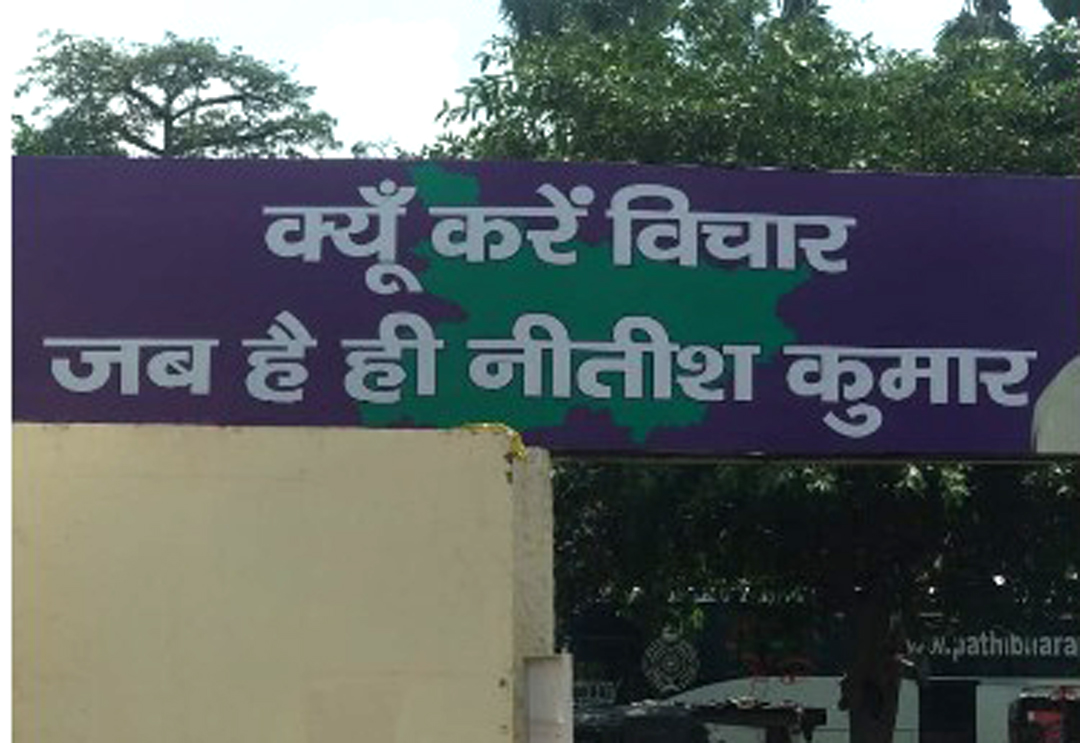 क्यूँ करें विचार
जब है ही नीतीश कुमार